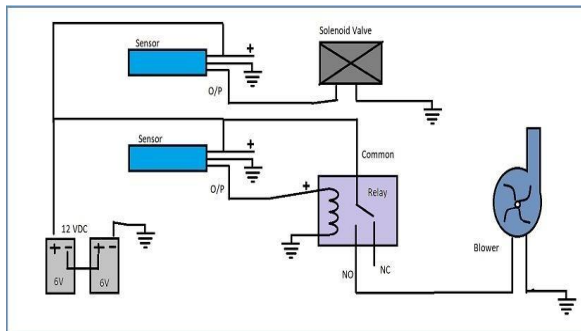 Solenoid Valve
Sensor
+
O/P
Sensor
+
Common
O/P
+
Relay
12 VDC
+ - + -
6V 6V
NO
NC
Blower